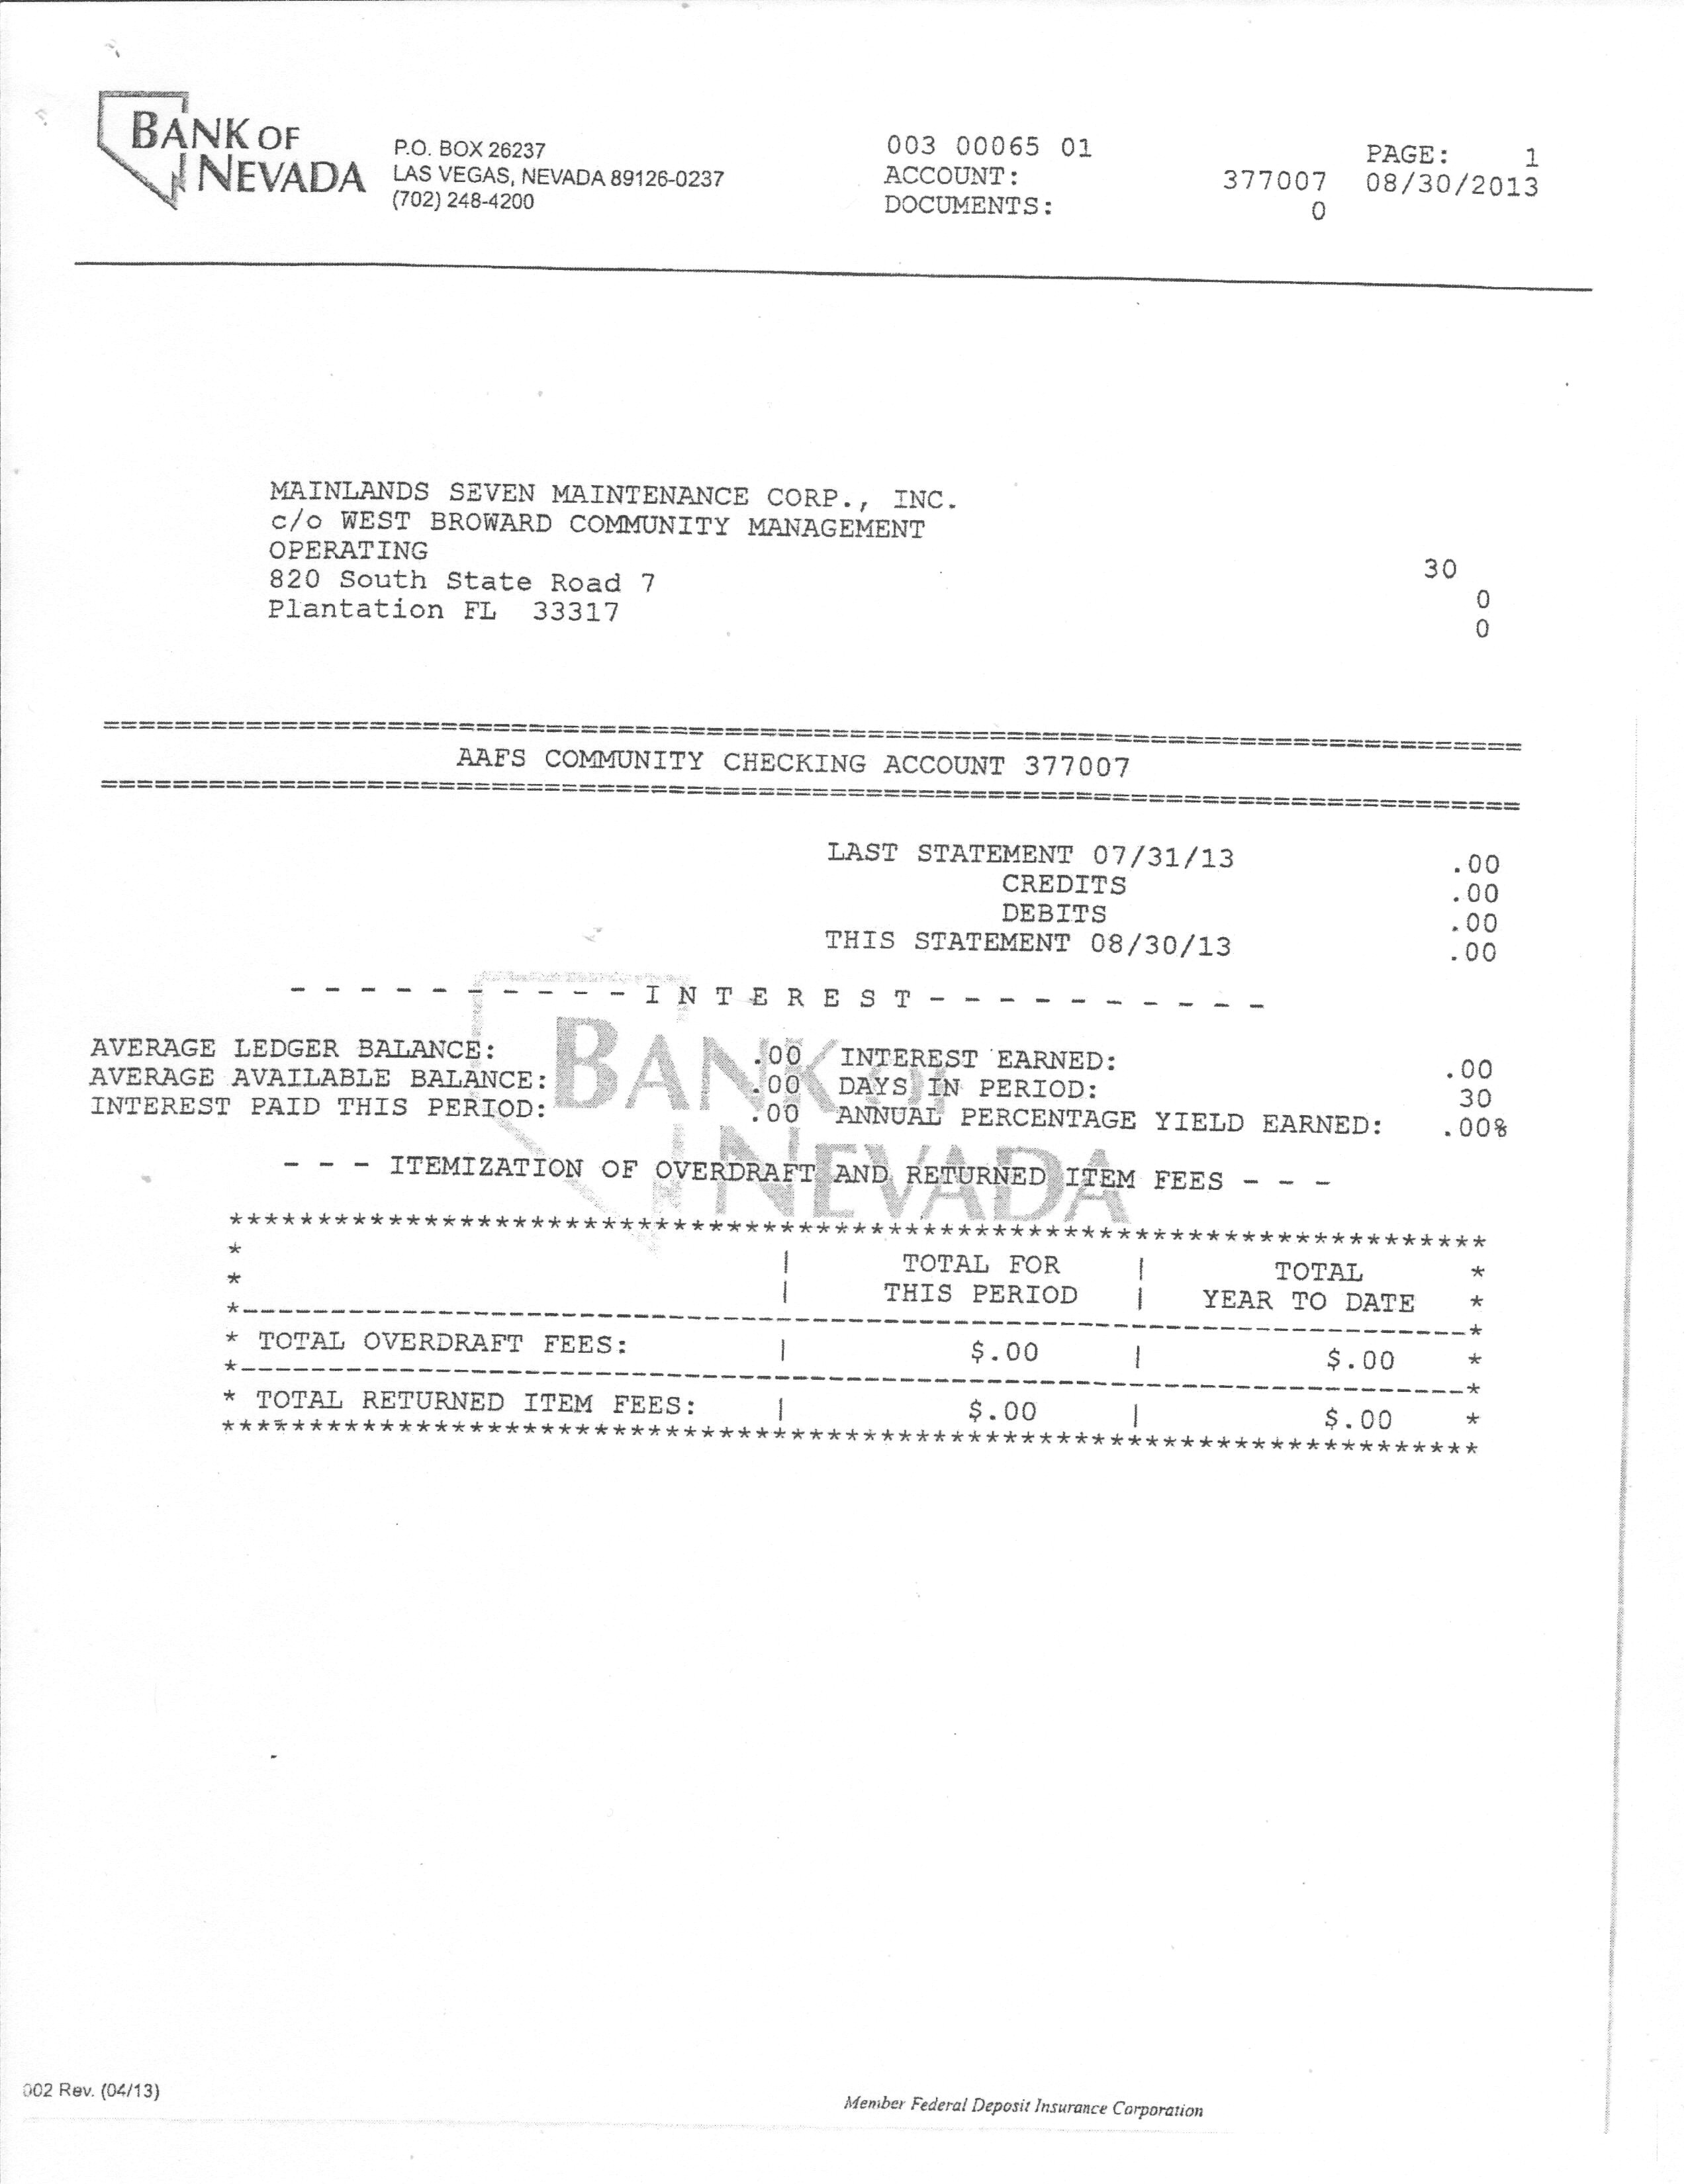 BANK OF
NEVADA
P.O. BOX 26237
LAS VEGAS, NEVADA 89126-0237
(702) 248-4200
003 00065 01 PAGE: 1
ACCOUNT: 377007 08/30/2013
DOCUMENTS: 0
MAINLANDS SEVEN MAINTENANCE CORP., INC.
c/o WEST BROWARD COMMUNITY MANAGEMENT
OPERATING
820 South State Road 7 30
Plantation FL 33317 0
0
================================================================================
AAFS COMMUNITY CHECKING ACCOUNT 377007
================================================================================
LAST STATEMENT 07/31/13 .00
CREDITS .00
DEBITS .00
THIS STATEMENT 08/30/13 .00
- - - - - - - - - - I N T E R E S T - - - - - - - - - -
AVERAGE LEDGER BALANCE: .00 INTEREST EARNED: .00
AVERAGE AVAILABLE BALANCE: .00 DAYS IN PERIOD: 30
INTEREST PAID THIS PERIOD: .00 ANNUAL PERCENTAGE YIELD EARNED: .00%
BANK OF
NEVADA
- - - ITEMIZATION OF OVERDRAFT AND RETURNED ITEM FEES - - -
***********************************************************************
* | TOTAL FOR | TOTAL *
* | THIS PERIOD | YEAR TO DATE *
*---------------------------------------------------------------------*
* TOTAL OVERDRAFT FEES: | $.00 | $.00 *
*---------------------------------------------------------------------*
* TOTAL RETURNED ITEM FEES: | $.00 | $.00 *
***********************************************************************
002 Rev. (04/13)
Member Federal Deposit Insurance Corporation